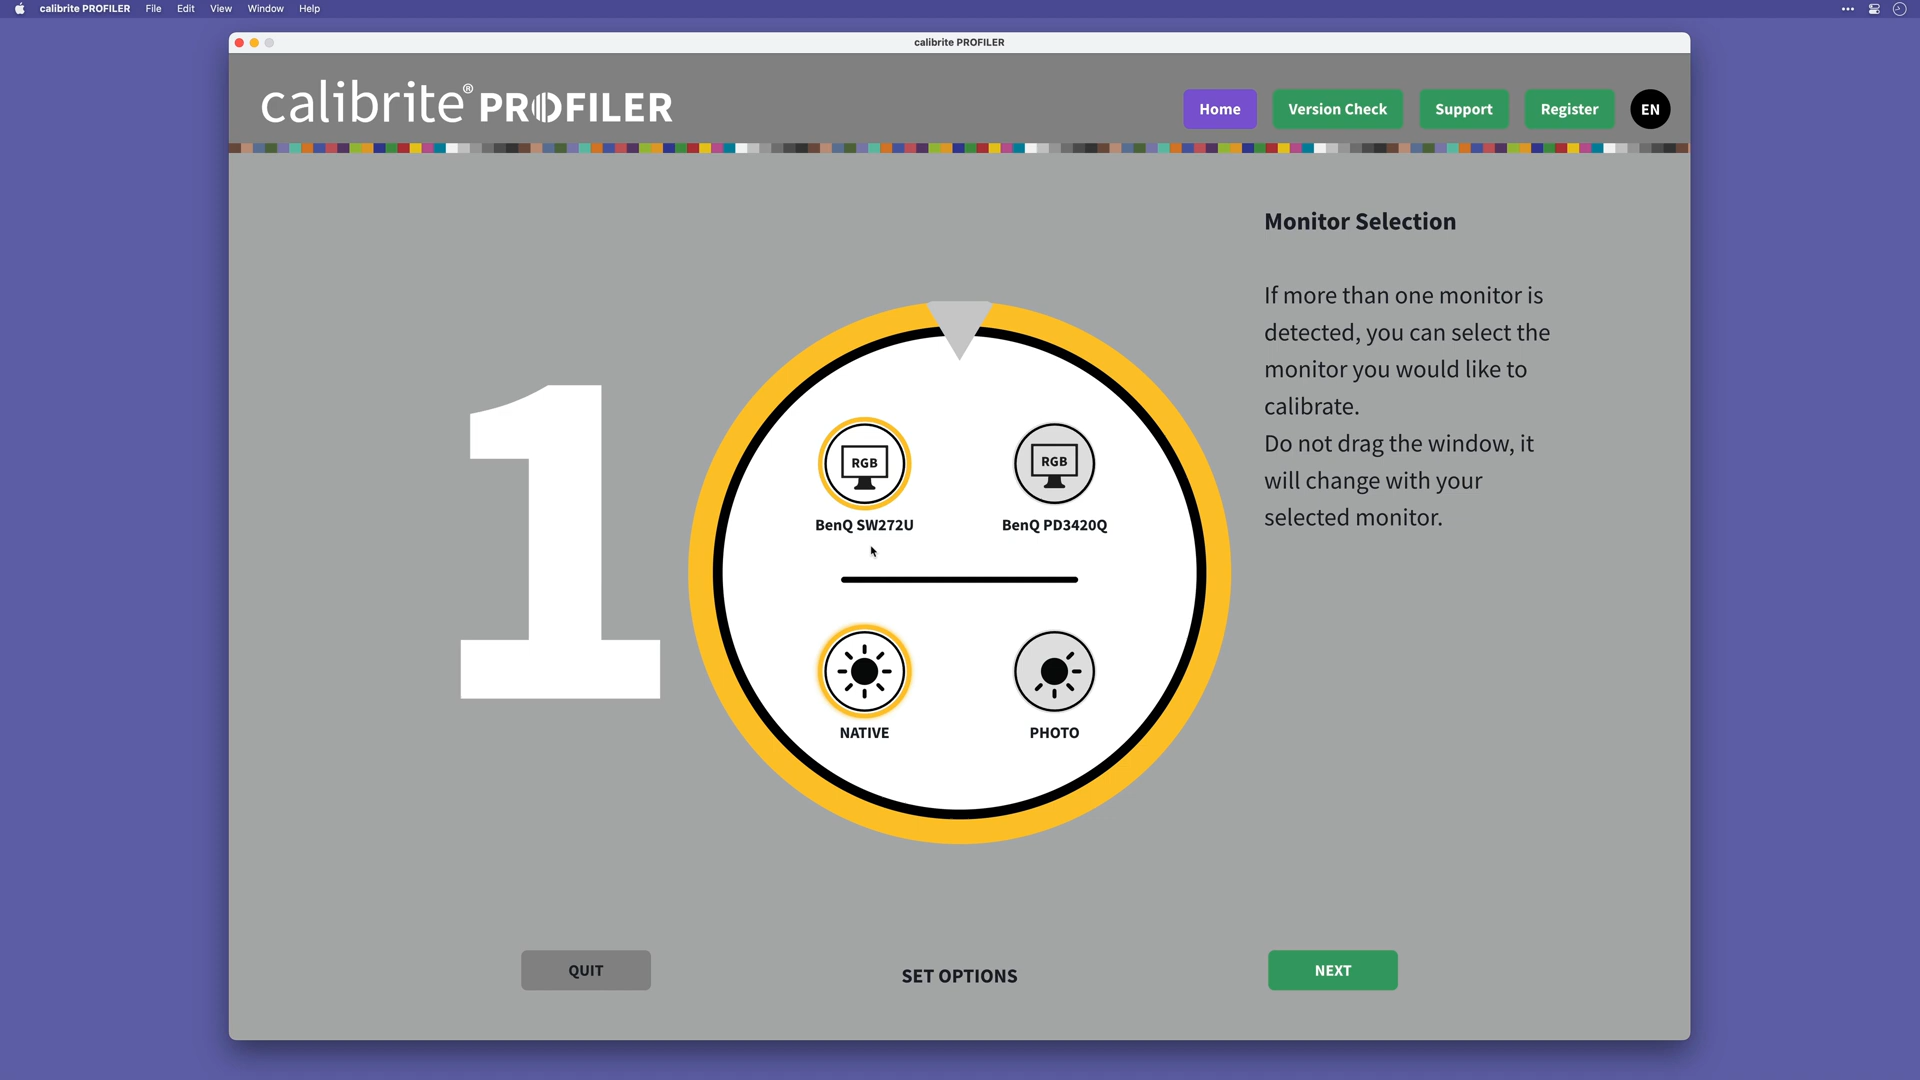 calibrite PROFILER File Edit View Window Help
calibrite PROFILER
calibrite® PROFILER
Home Version Check Support Register EN
Monitor Selection
If more than one monitor is
detected, you can select the
monitor you would like to
calibrate.
Do not drag the window, it
will change with your
selected monitor.
1
RGB RGB
BenQ SW272U BenQ PD3420Q
NATIVE PHOTO
QUIT SET OPTIONS NEXT